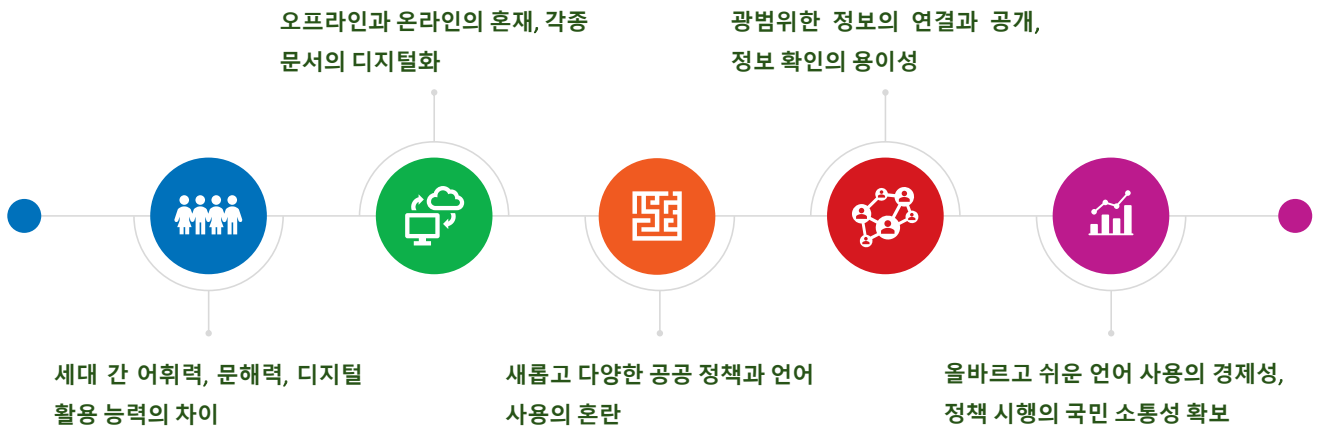 오프라인과 온라인의 혼재, 각종
문서의 디지털화
광범위한 정보의 연결과 공개,
정보 확인의 용이성
세대 간 어휘력, 문해력, 디지털
활용 능력의 차이
새롭고 다양한 공공 정책과 언어
사용의 혼란
올바르고 쉬운 언어 사용의 경제성,
정책 시행의 국민 소통성 확보